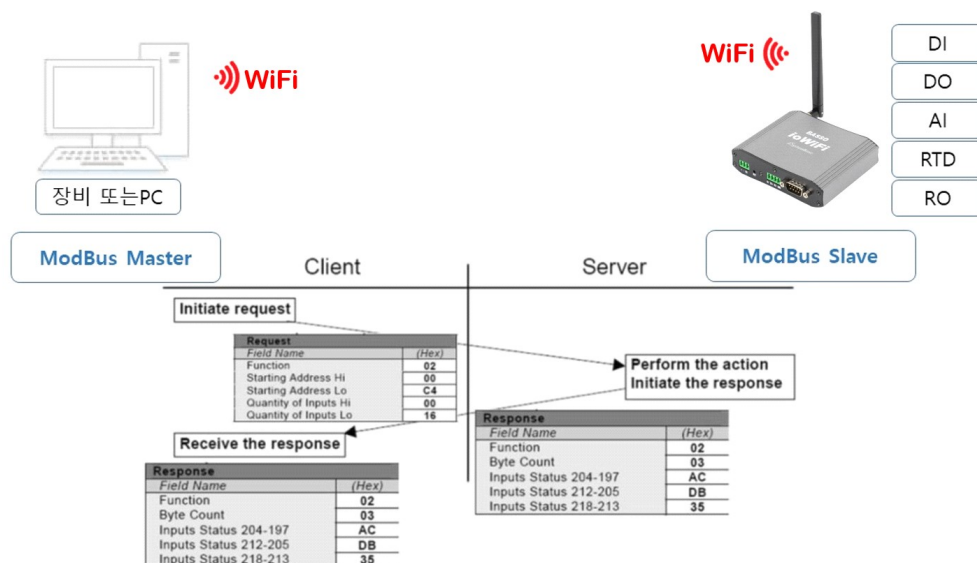 WiFi
WiFi
DI
DO
AI
RTD
RO
BASSO
ioWiFi
장비 또는PC
ModBus Master
ModBus Slave
Client
Server
Initiate request
Request
Field Name (Hex)
Function 02
Starting Address Hi 00
Starting Address Lo C4
Quantity of Inputs Hi 00
Quantity of Inputs Lo 16
Perform the action
Initiate the response
Receive the response
Response
Field Name (Hex)
Function 02
Byte Count 03
Inputs Status 204-197 AC
Inputs Status 212-205 DB
Inputs Status 218-213 35
Response
Field Name (Hex)
Function 02
Byte Count 03
Inputs Status 204-197 AC
Inputs Status 212-205 DB
Inputs Status 218-213 35